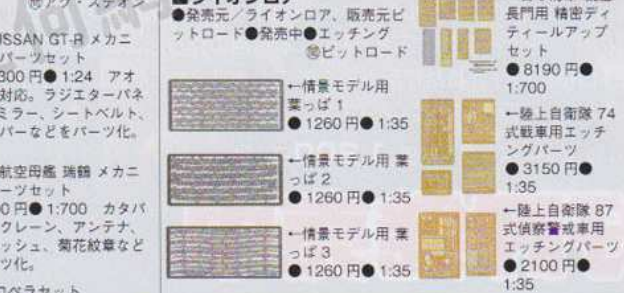 アウ・ステイン
ISSAN GT-R メカニ
パーツセット
300 円● 1:24 アオ
対応。ラジエターパネ
ミラー、シートベルト、
パーなどをパーツ化。
航空母艦 瑞鶴 メカニ
ーツセット
0 円● 1:700 カタパ
クレーン、アンテナ、
ッシュ、菊花紋章など
ツ化。
●発売元／ライオンロア、販売元ピ
ットロード●発売中●エッチング
ピットロード
←情景モデル用
葉っぱ 1
● 1260 円● 1:35
←情景モデル用 葉
っぱ 2
● 1260 円● 1:35
←情景モデル用 葉
っぱ 3
● 1260 円● 1:35
長門用 精密ディ
ティールアップ
セット
● 8190 円●
1:700
←陸上自衛隊 74
式戦車用エッチ
ングパーツ
● 3150 円●
1:35
←陸上自衛隊 87
式偵察警戒車用
エッチングパーツ
● 2100 円●
1:35